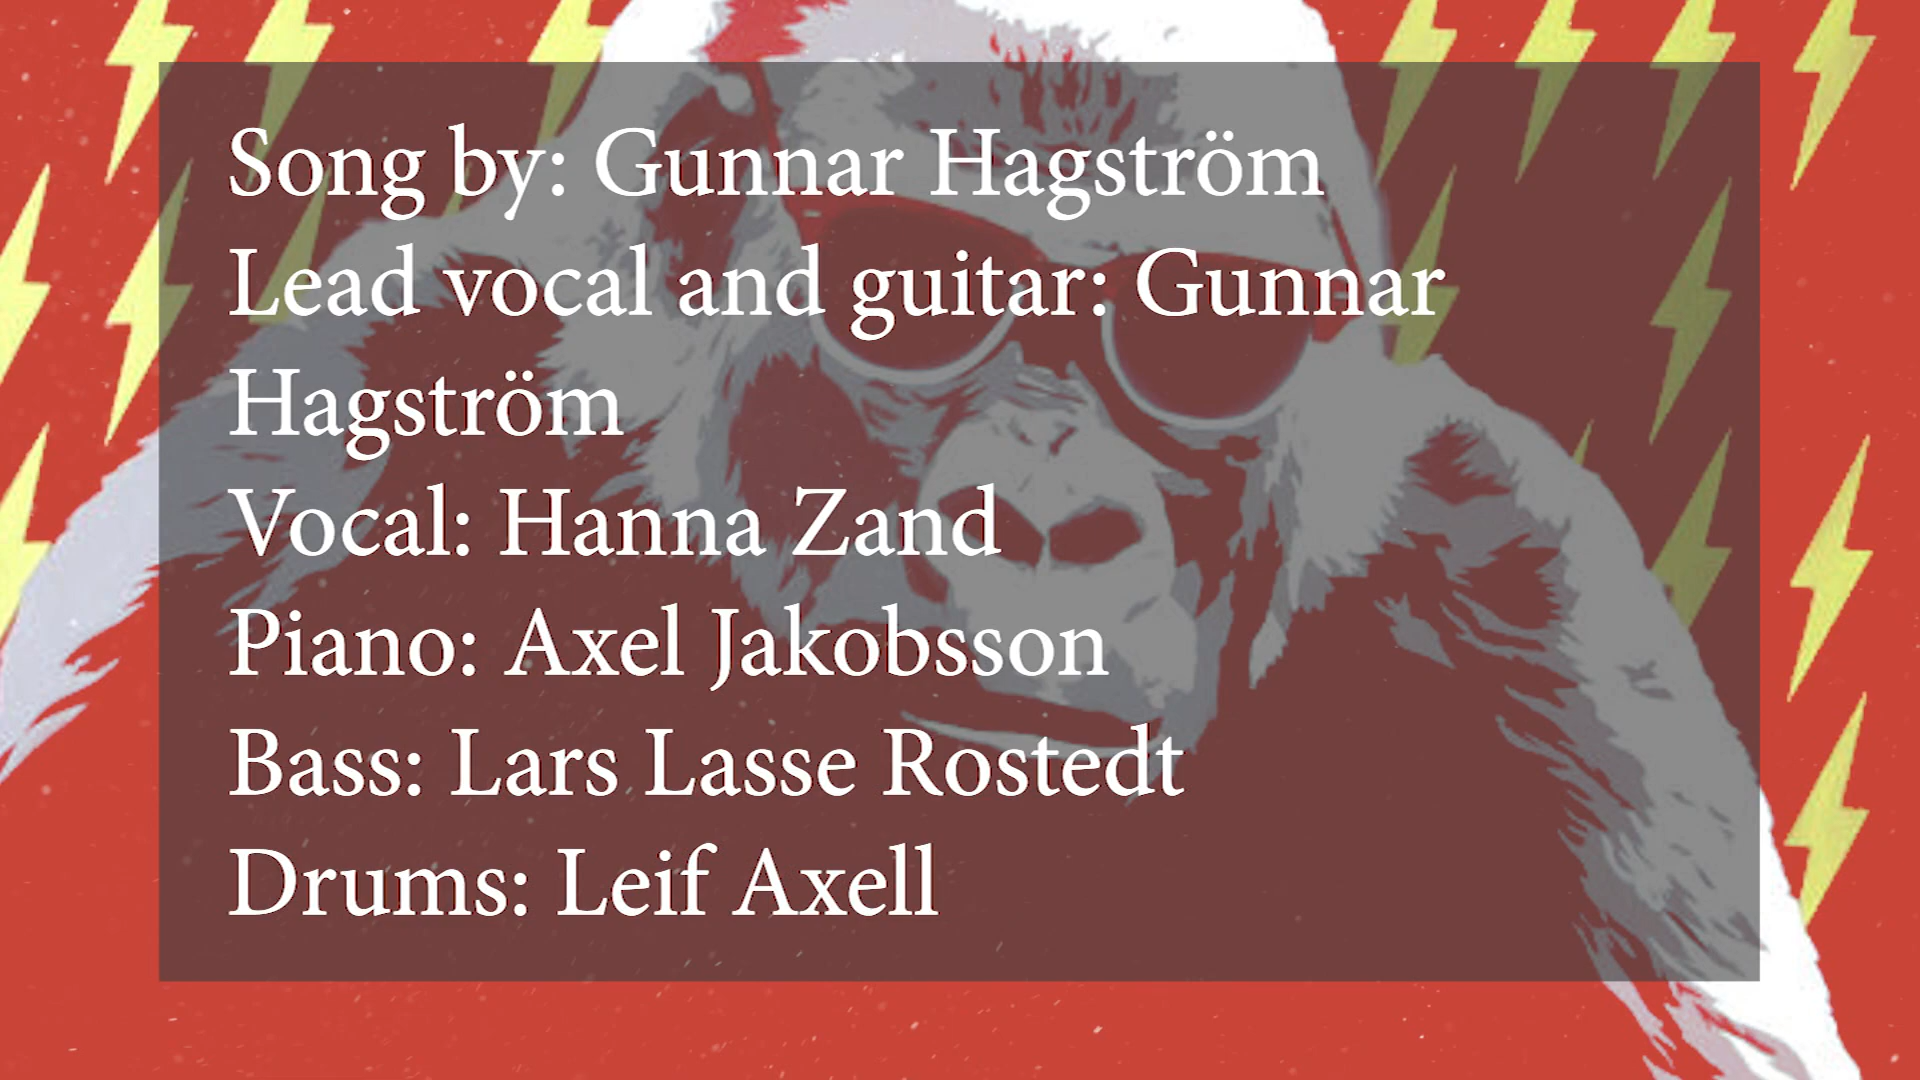 Song by: Gunnar Hagström
Lead vocal and guitar: Gunnar
Hagström
Vocal: Hanna Zand
Piano: Axel Jakobsson
Bass: Lars Lasse Rostedt
Drums: Leif Axell